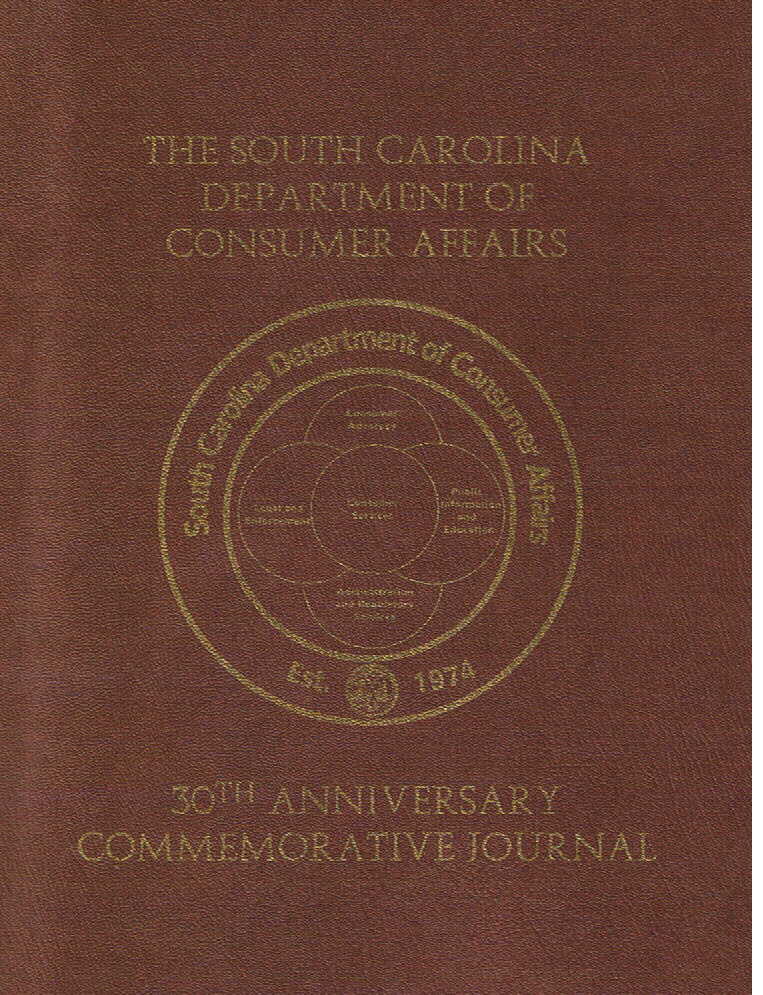 THE SOUTH CAROLINA
DEPARTMENT OF
CONSUMER AFFAIRS
South Carolina Department of Consumer Affairs
Consumer
Advocacy
Legal and
Enforcement
Consumer
Services
Public
Information
and
Education
Administration
and Regulatory
Services
Est. 1974
30TH ANNIVERSARY
COMMEMORATIVE JOURNAL